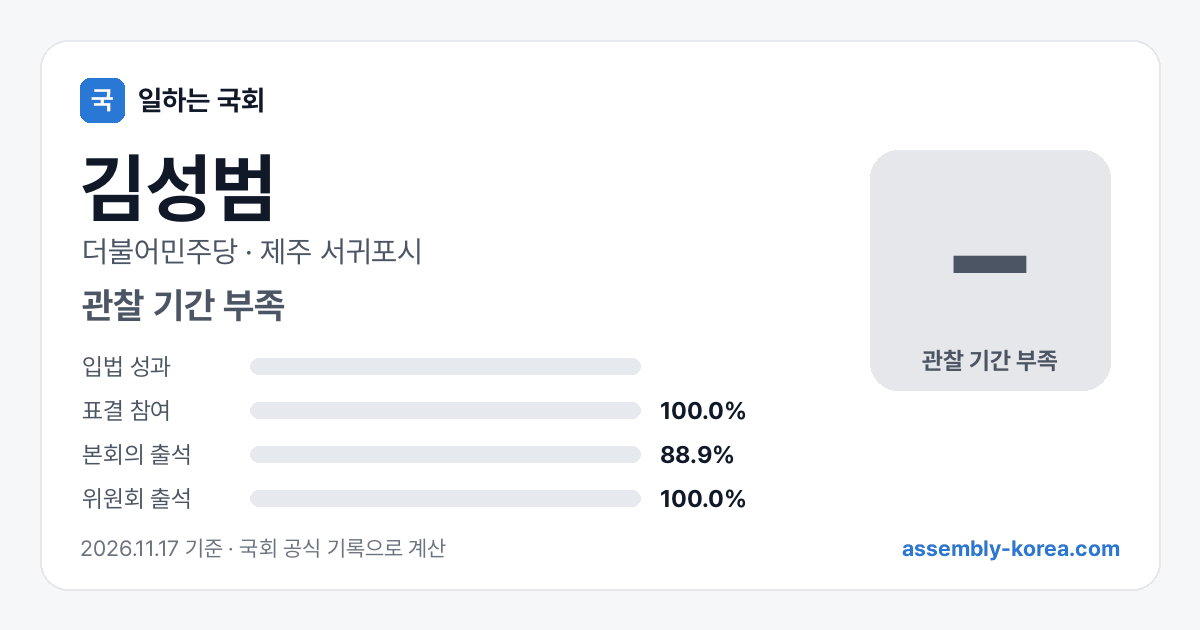 국 일하는 국회
김성범
더불어민주당 · 제주 서귀포시
관찰 기간 부족
–
관찰 기간 부족
입법 성과
표결 참여 100.0%
본회의 출석 88.9%
위원회 출석 100.0%
2026.11.17 기준 · 국회 공식 기록으로 계산
assembly-korea.com